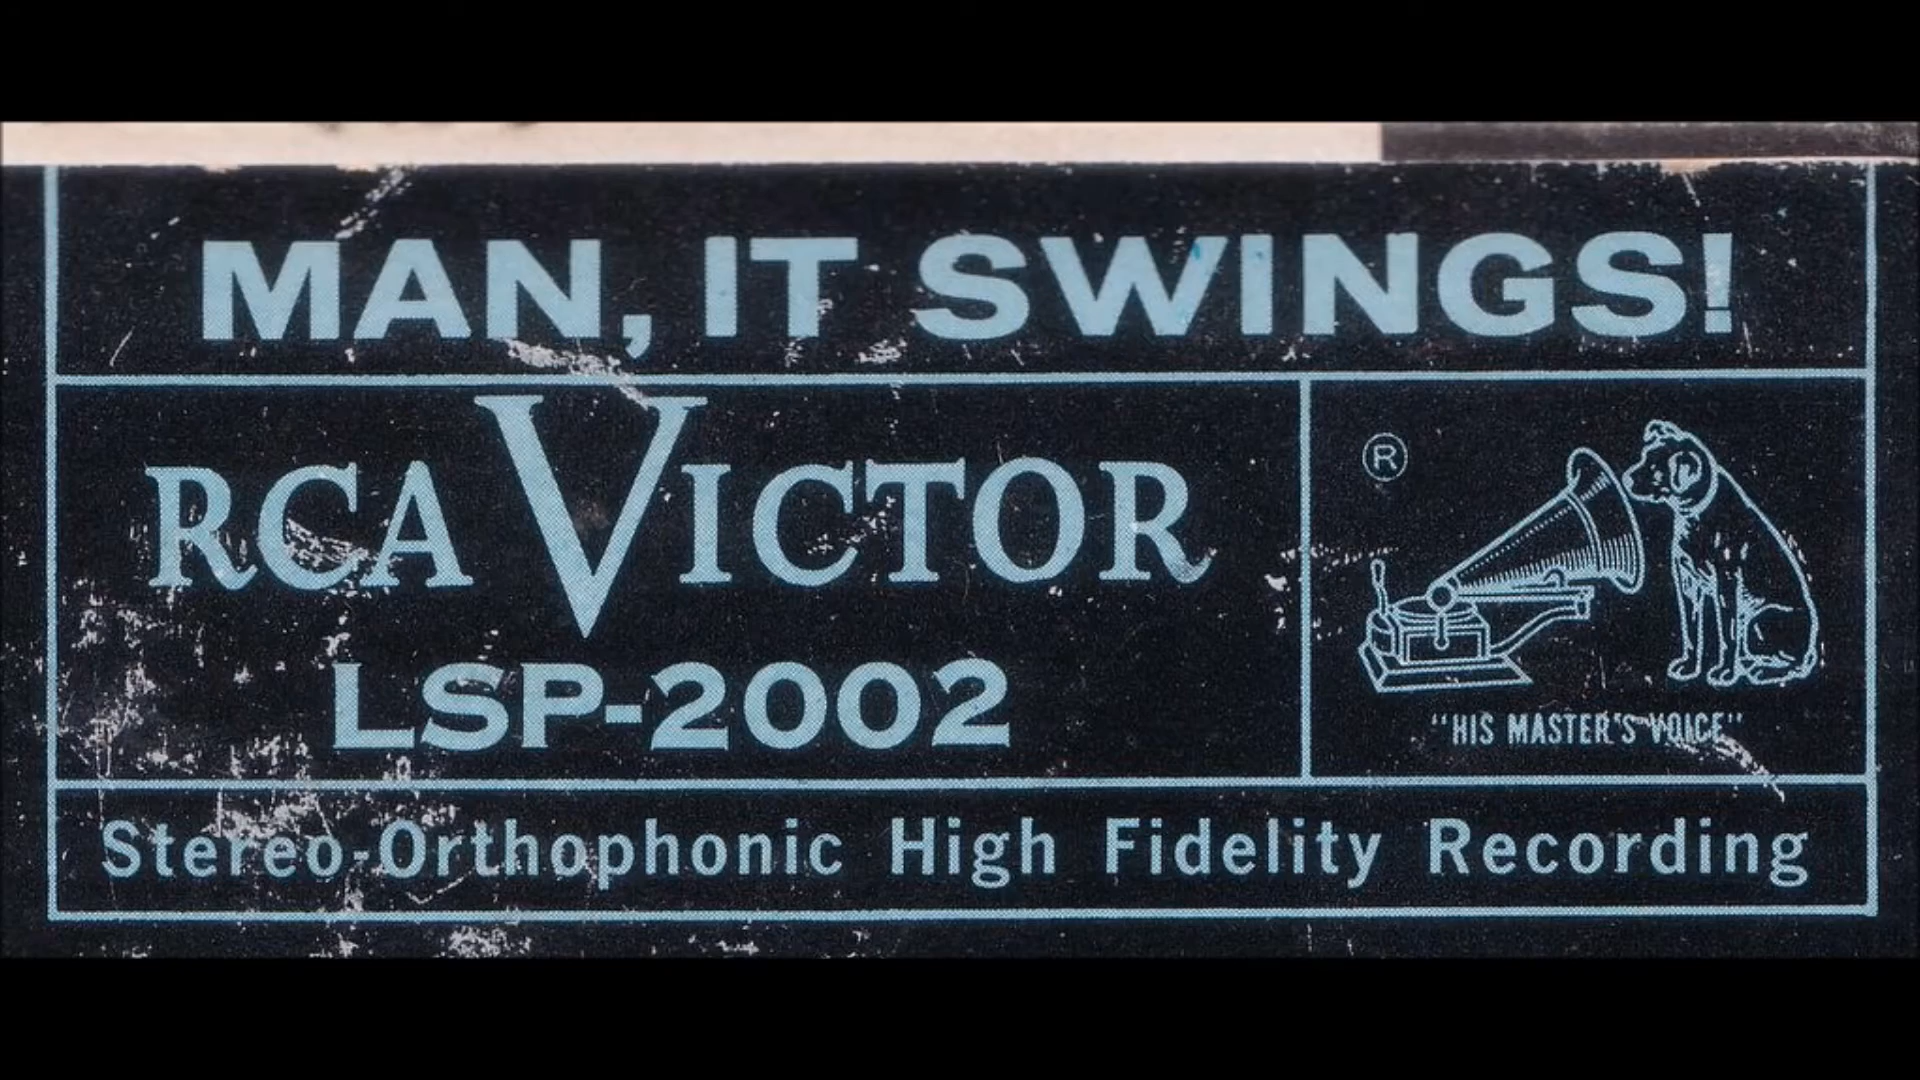 MAN, IT SWINGS!
RCA VICTOR
LSP-2002
®
"HIS MASTER'S VOICE"
Stereo-Orthophonic High Fidelity Recording